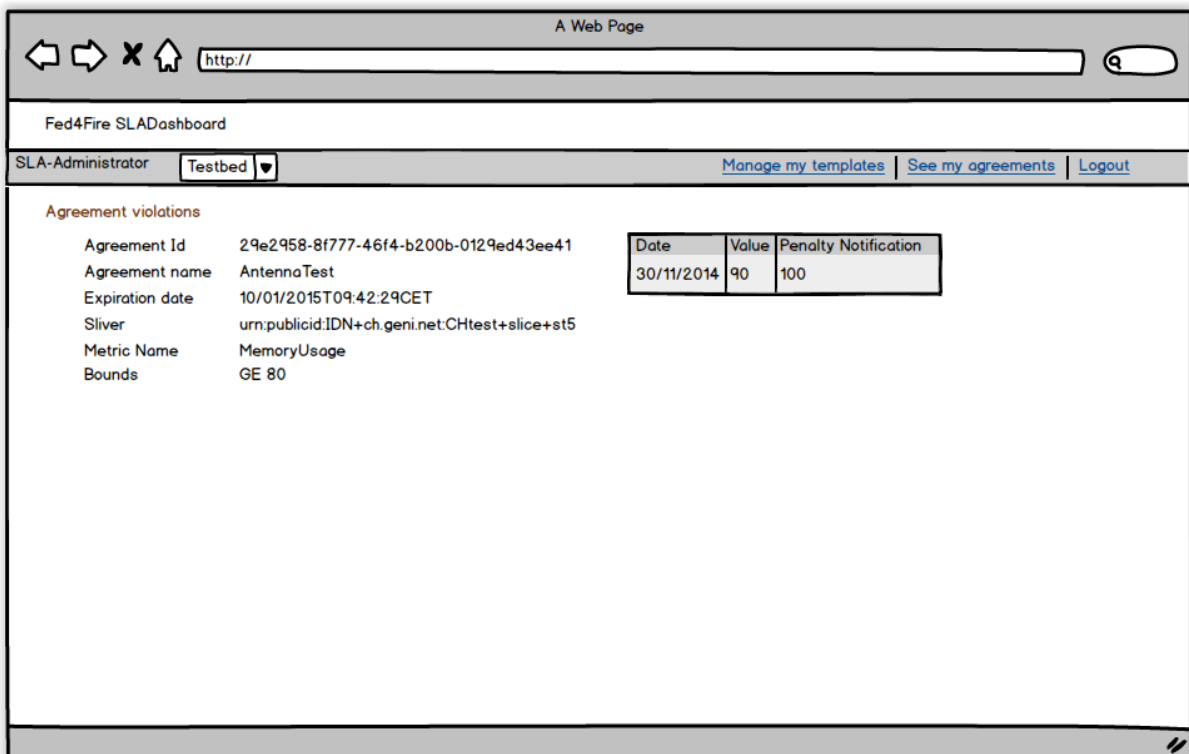 A Web Page
http://
Fed4Fire SLADashboard
SLA-Administrator Testbed Manage my templates See my agreements Logout
Agreement violations
Agreement Id 29e2958-8f777-46f4-b200b-0129ed43ee41
Agreement name AntennaTest
Expiration date 10/01/2015T09:42:29CET
Sliver urn:publicid:IDN+ch.geni.net:CHtest+slice+st5
Metric Name MemoryUsage
Bounds GE 80
Date Value Penalty Notification
30/11/2014 90 100